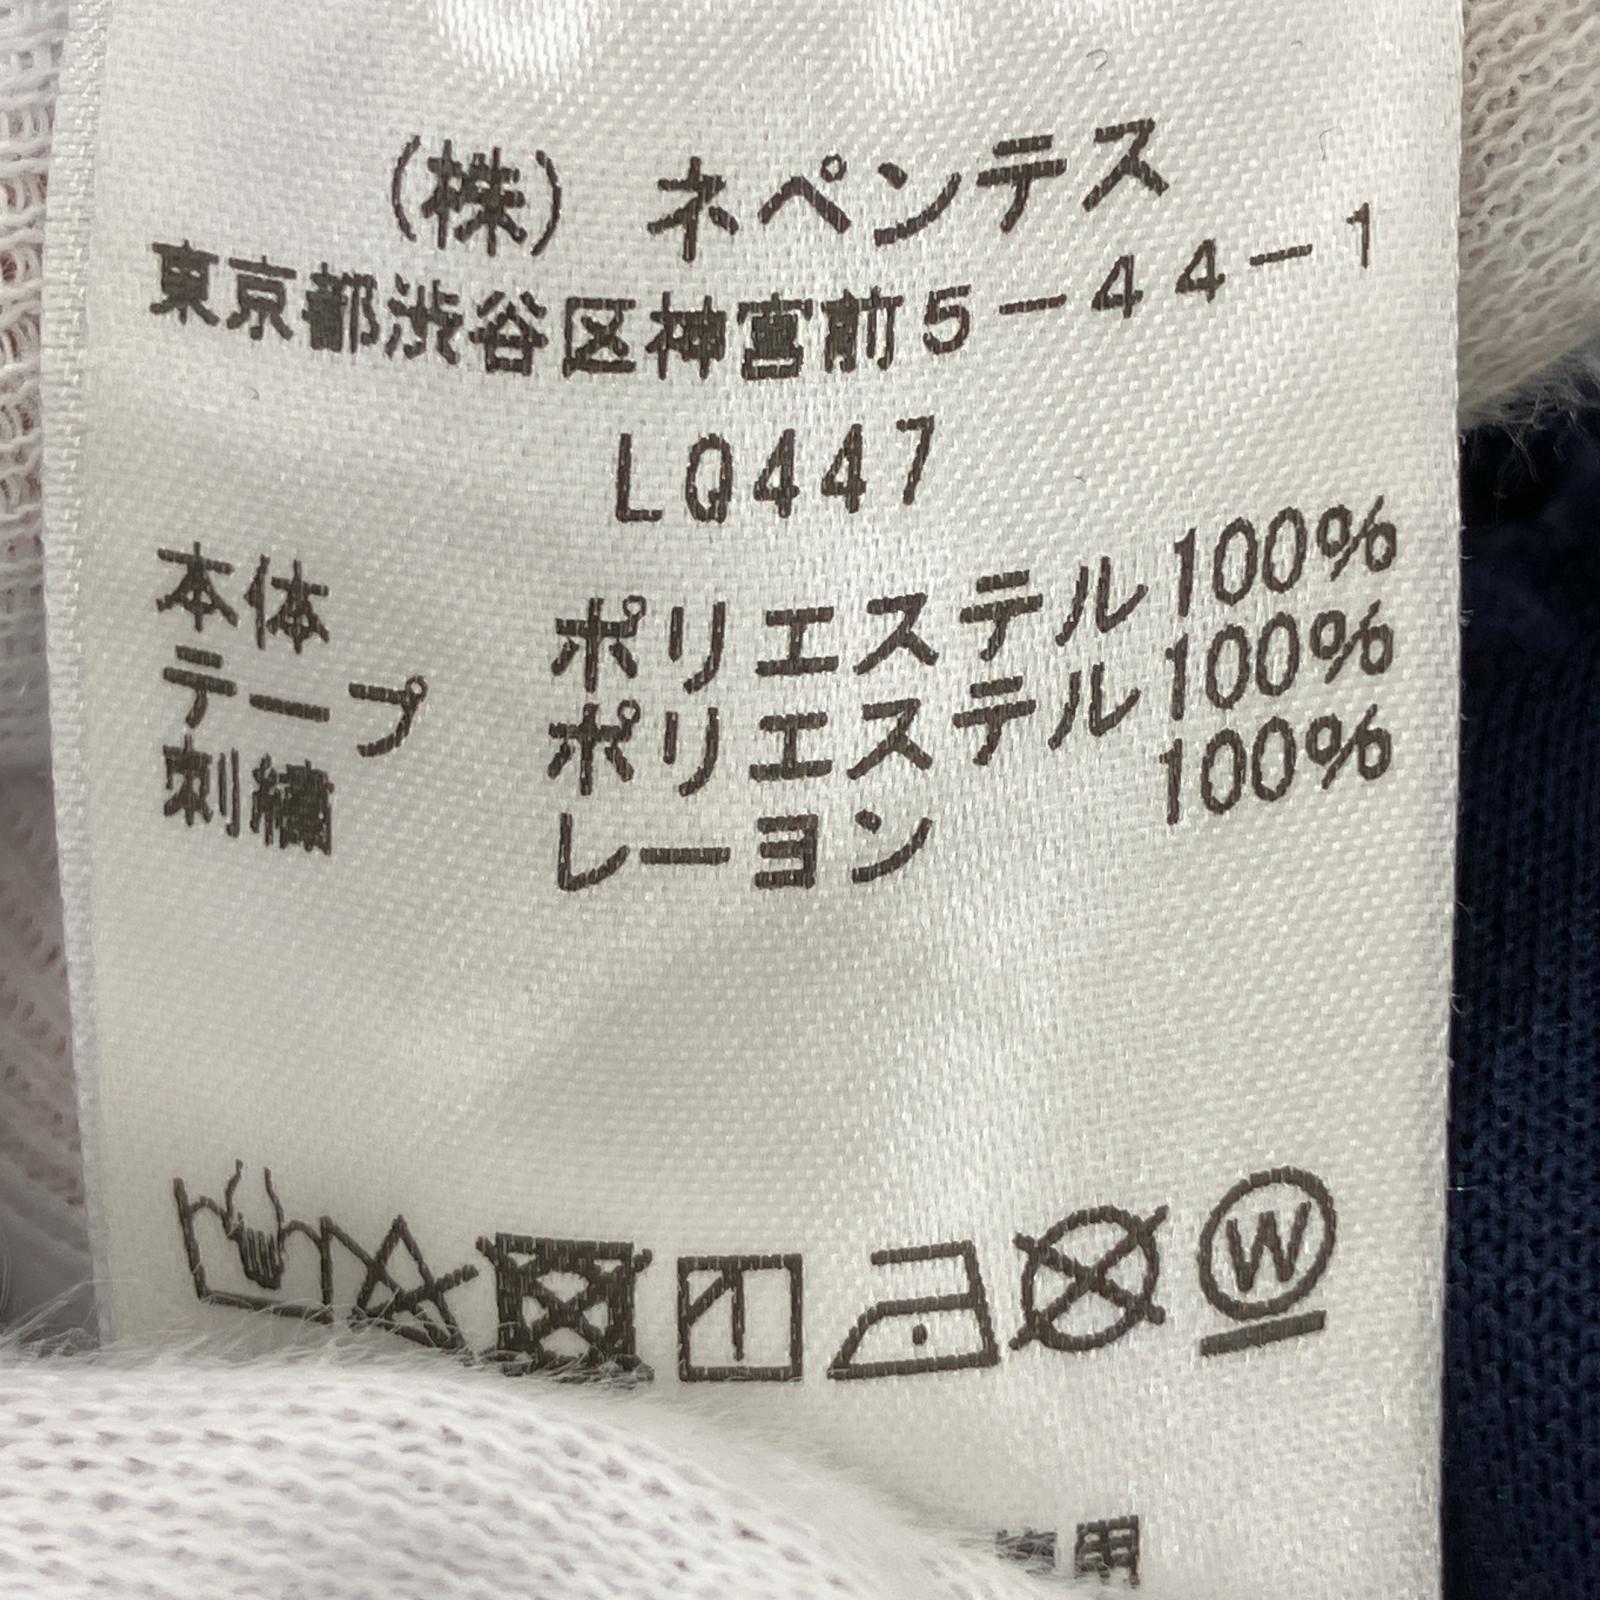 (株) ネペンテス
東京都渋谷区神宮前5-44-1
LQ447
本体 ポリエステル100%
テープ ポリエステル100%
刺繍 レーヨン 100%
W
用